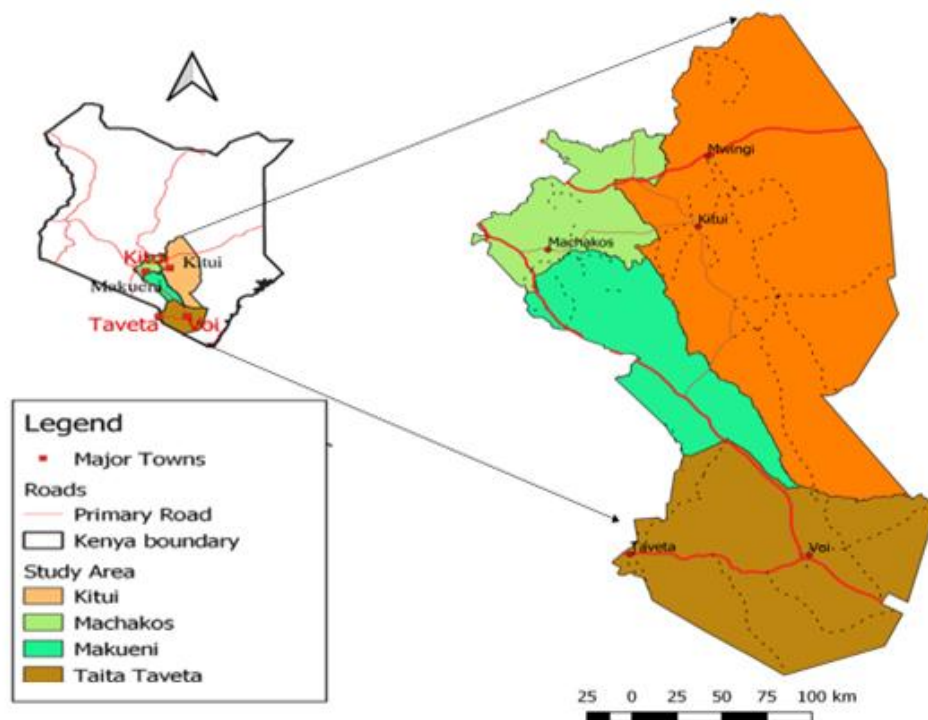 Mwingi
Kitui
Machakos
Kitui
Makueni
Taveta
Voi
Legend
Major Towns
Roads
Primary Road
Kenya boundary
Study Area
Kitui
Machakos
Makueni
Taita Taveta
Taveta
Voi
25 0 25 50 75 100 km